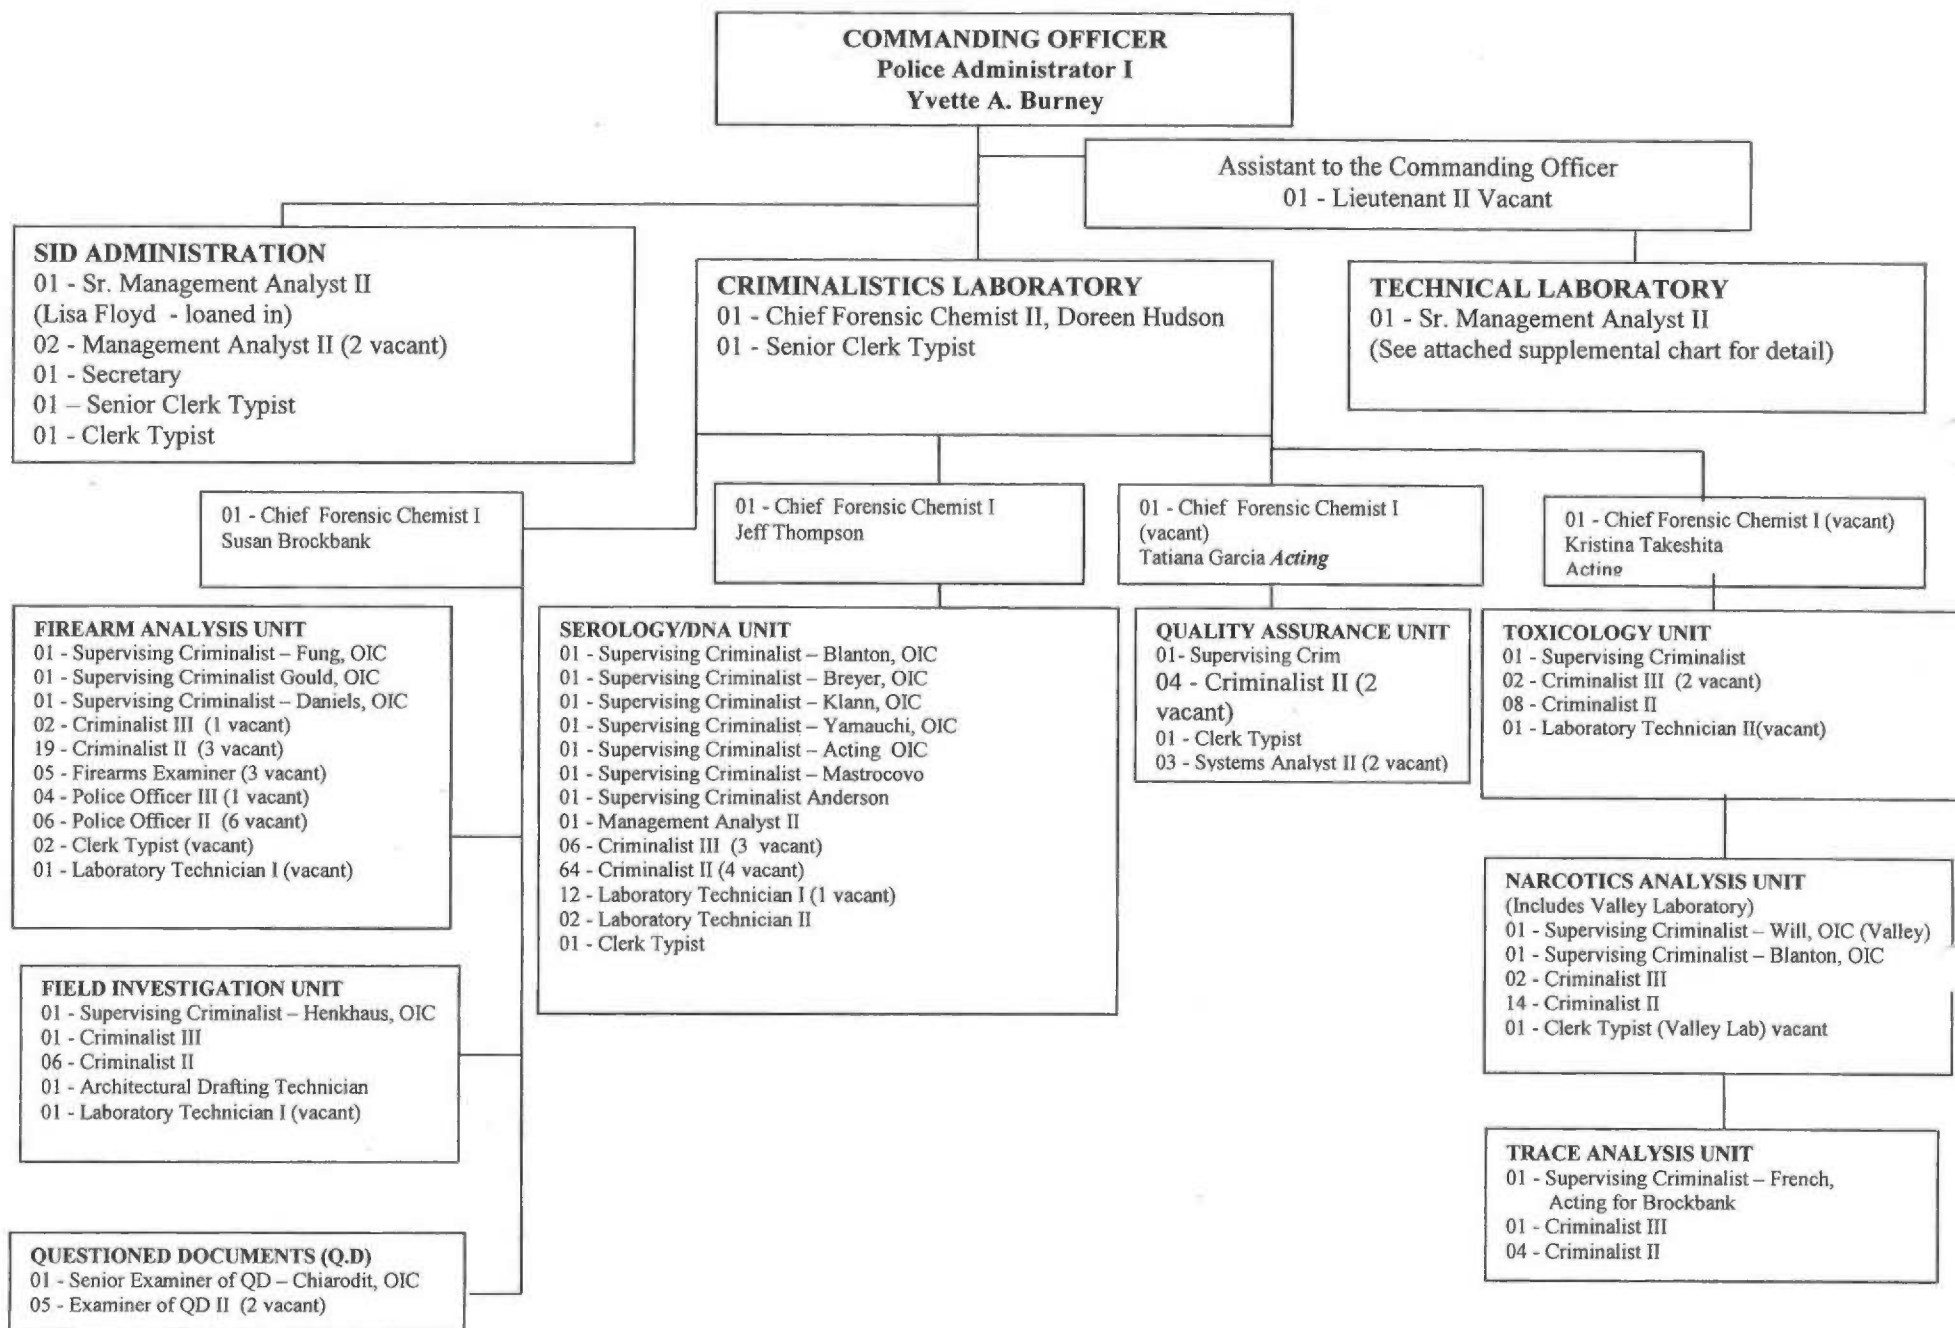 COMMANDING OFFICER
Police Administrator I
Yvette A. Burney
Assistant to the Commanding Officer
01 - Lieutenant II Vacant
SID ADMINISTRATION
01 - Sr. Management Analyst II
(Lisa Floyd - loaned in)
02 - Management Analyst II (2 vacant)
01 - Secretary
01 – Senior Clerk Typist
01 - Clerk Typist
CRIMINALISTICS LABORATORY
01 - Chief Forensic Chemist II, Doreen Hudson
01 - Senior Clerk Typist
TECHNICAL LABORATORY
01 - Sr. Management Analyst II
(See attached supplemental chart for detail)
01 - Chief Forensic Chemist I
Susan Brockbank
01 - Chief Forensic Chemist I
Jeff Thompson
01 - Chief Forensic Chemist I
(vacant)
Tatiana Garcia Acting
01 - Chief Forensic Chemist I (vacant)
Kristina Takeshita
Acting
FIREARM ANALYSIS UNIT
01 - Supervising Criminalist – Fung, OIC
01 - Supervising Criminalist Gould, OIC
01 - Supervising Criminalist – Daniels, OIC
02 - Criminalist III (1 vacant)
19 - Criminalist II (3 vacant)
05 - Firearms Examiner (3 vacant)
04 - Police Officer III (1 vacant)
06 - Police Officer II (6 vacant)
02 - Clerk Typist (vacant)
01 - Laboratory Technician I (vacant)
SEROLOGY/DNA UNIT
01 - Supervising Criminalist – Blanton, OIC
01 - Supervising Criminalist – Breyer, OIC
01 - Supervising Criminalist – Klann, OIC
01 - Supervising Criminalist – Yamauchi, OIC
01 - Supervising Criminalist – Acting OIC
01 - Supervising Criminalist – Mastrocovo
01 - Supervising Criminalist Anderson
01 - Management Analyst II
06 - Criminalist III (3 vacant)
64 - Criminalist II (4 vacant)
12 - Laboratory Technician I (1 vacant)
02 - Laboratory Technician II
01 - Clerk Typist
QUALITY ASSURANCE UNIT
01- Supervising Crim
04 - Criminalist II (2
vacant)
01 - Clerk Typist
03 - Systems Analyst II (2 vacant)
TOXICOLOGY UNIT
01 - Supervising Criminalist
02 - Criminalist III (2 vacant)
08 - Criminalist II
01 - Laboratory Technician II(vacant)
NARCOTICS ANALYSIS UNIT
(Includes Valley Laboratory)
01 - Supervising Criminalist – Will, OIC (Valley)
01 - Supervising Criminalist – Blanton, OIC
02 - Criminalist III
14 - Criminalist II
01 - Clerk Typist (Valley Lab) vacant
FIELD INVESTIGATION UNIT
01 - Supervising Criminalist – Henkhaus, OIC
01 - Criminalist III
06 - Criminalist II
01 - Architectural Drafting Technician
01 - Laboratory Technician I (vacant)
TRACE ANALYSIS UNIT
01 - Supervising Criminalist – French,
Acting for Brockbank
01 - Criminalist III
04 - Criminalist II
QUESTIONED DOCUMENTS (Q.D)
01 - Senior Examiner of QD – Chiarodit, OIC
05 - Examiner of QD II (2 vacant)